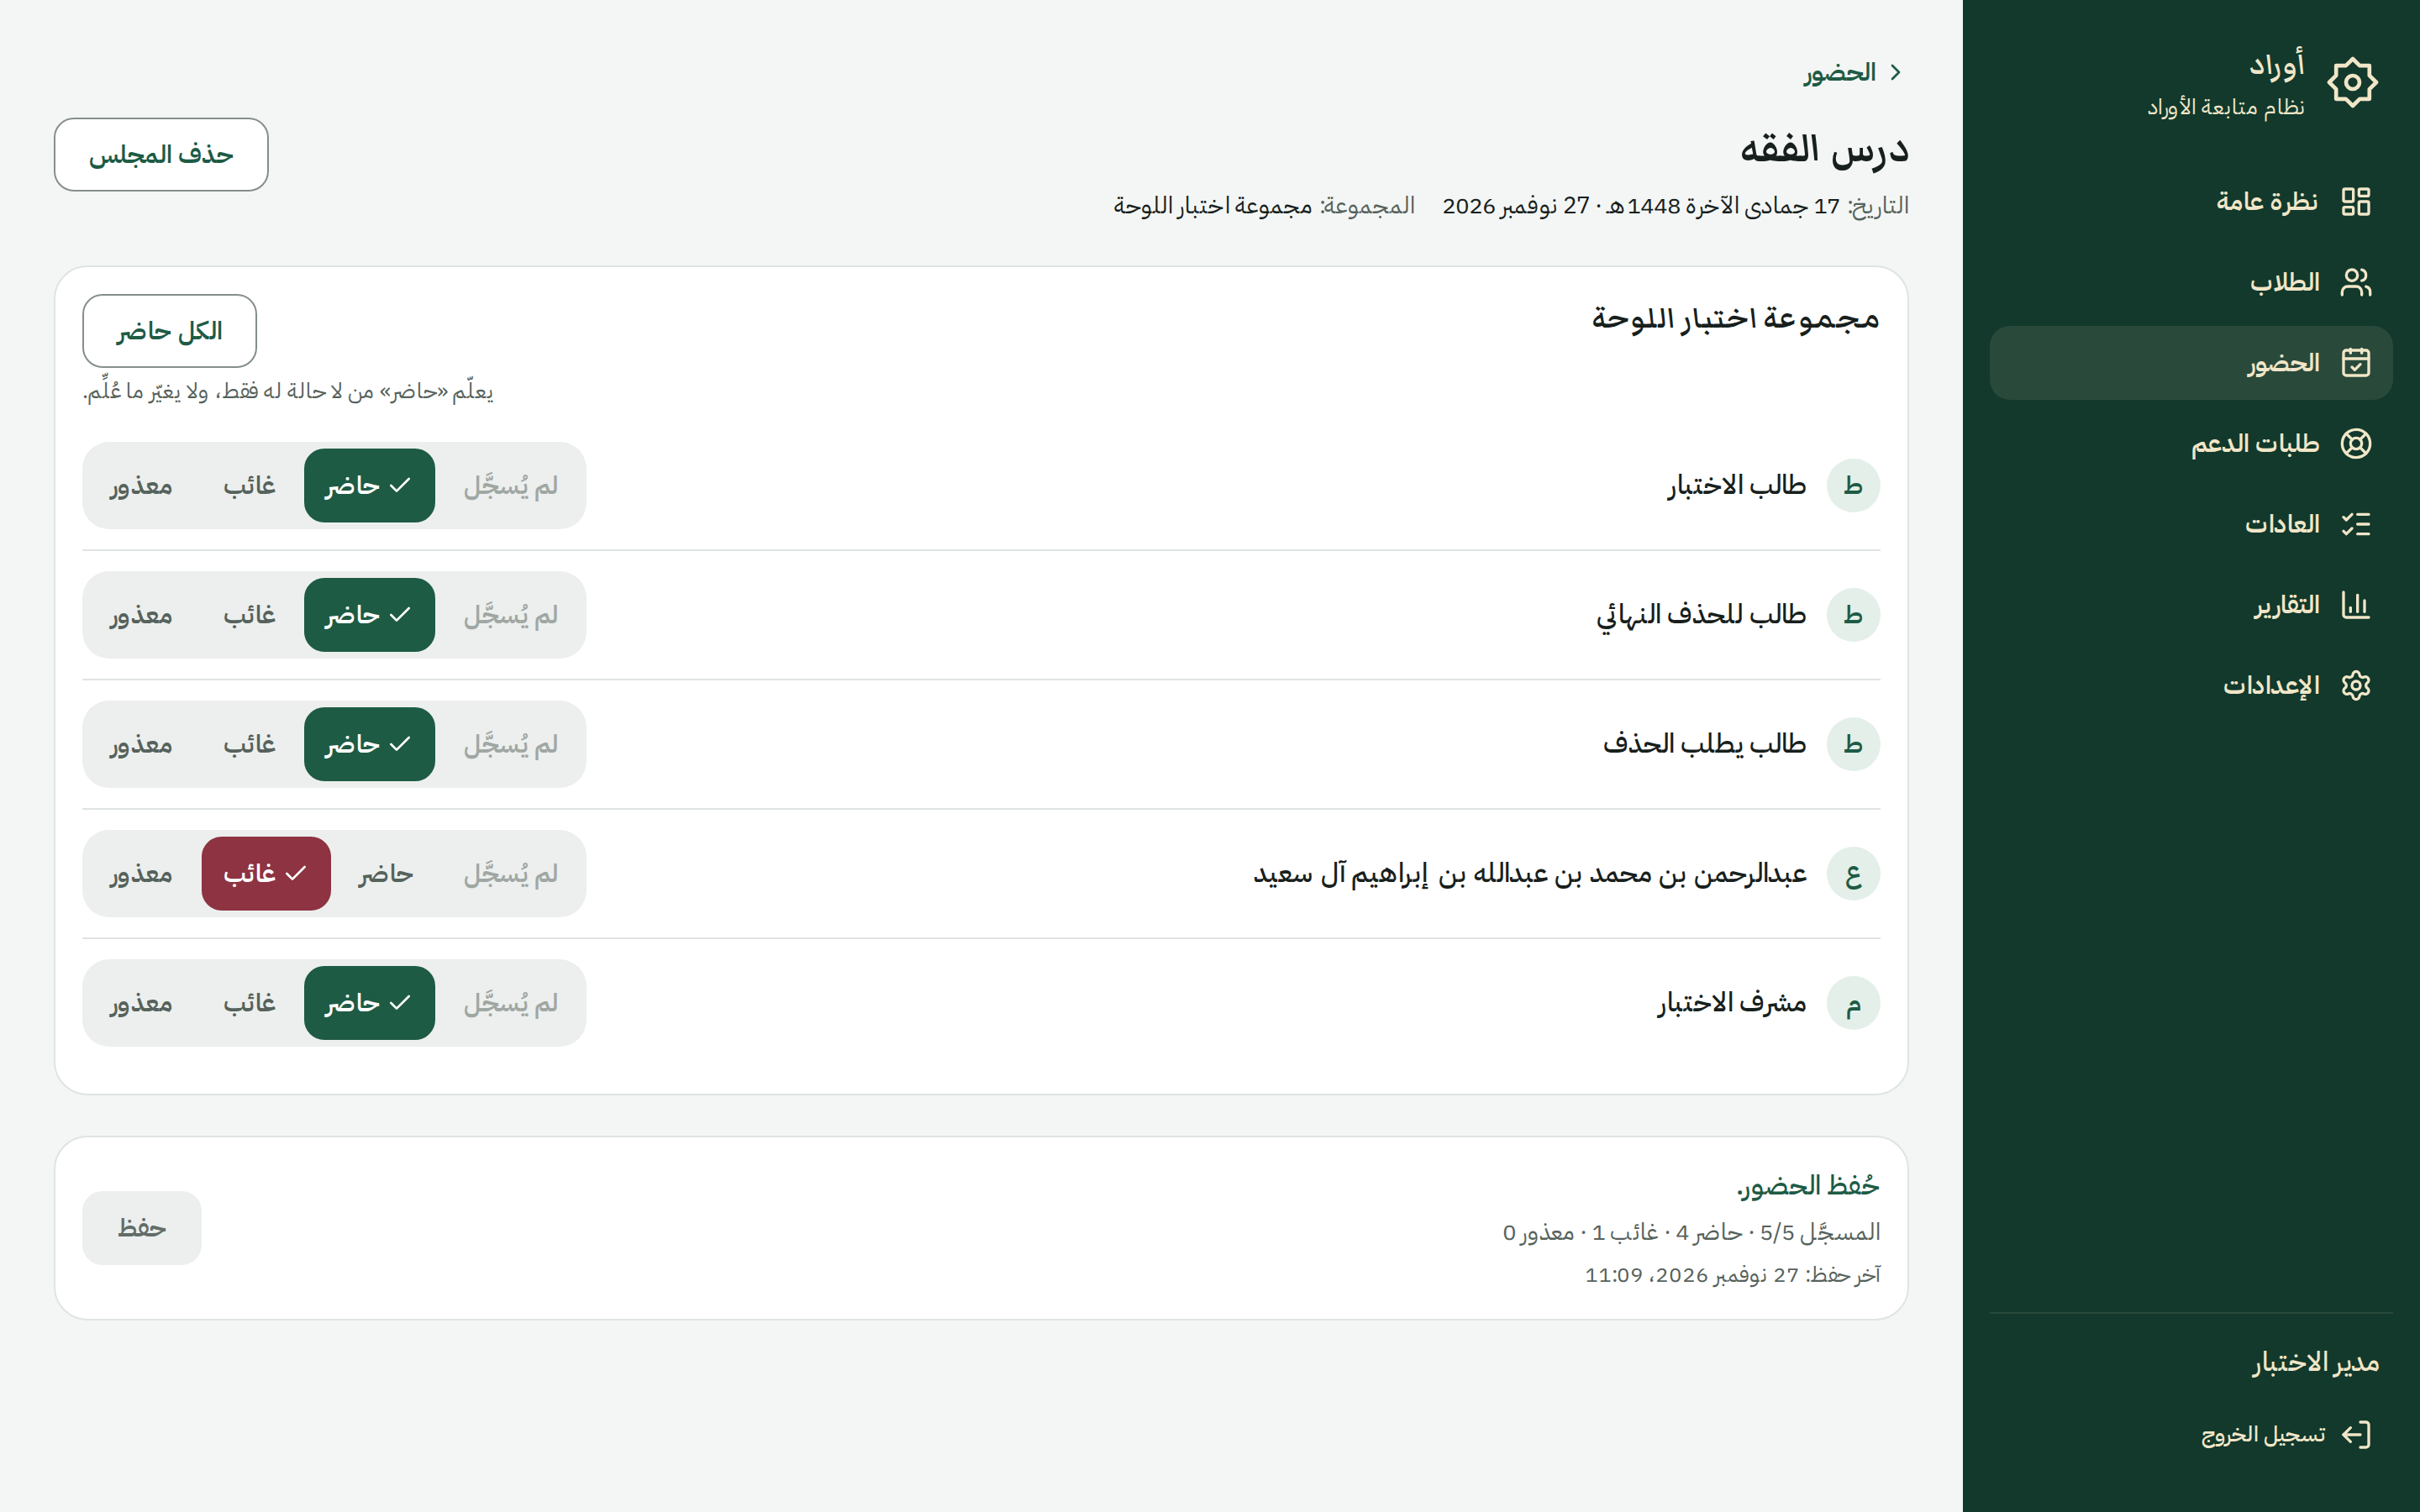 أوراد
نظام متابعة الأوراد
نظرة عامة
الطلاب
الحضور
طلبات الدعم
العادات
التقارير
الإعدادات
مدير الاختبار
تسجيل الخروج
الحضور
درس الفقه
حذف المجلس
التاريخ: 17 جمادى الآخرة 1448 هـ · 27 نوفمبر 2026 المجموعة: مجموعة اختبار اللوحة
مجموعة اختبار اللوحة
الكل حاضر
يعلّم «حاضر» من لا حالة له فقط، ولا يغيّر ما عُلِّم.
ط طالب الاختبار لم يُسجَّل حاضر غائب معذور
ط طالب للحذف النهائي لم يُسجَّل حاضر غائب معذور
ط طالب يطلب الحذف لم يُسجَّل حاضر غائب معذور
ع عبدالرحمن بن محمد بن عبدالله بن إبراهيم آل سعيد لم يُسجَّل حاضر غائب معذور
م مشرف الاختبار لم يُسجَّل حاضر غائب معذور
حُفظ الحضور.
المسجَّل 5/5 · حاضر 4 · غائب 1 · معذور 0
آخر حفظ: 27 نوفمبر 2026، 11:09
حفظ